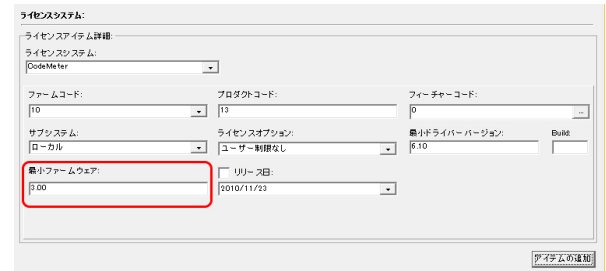 ライセンスシステム:
ライセンスアイテム詳細:
ライセンスシステム:
CodeMeter
ファームコード: プロダクトコード: フィーチャーコード:
10 13 0 ...
サブシステム: ライセンスオプション: 最小ドライバー バージョン: Build:
ローカル ユーザー制限なし 6.10
最小ファームウェア: リリース日:
3.00 2010/11/23
アイテムの追加